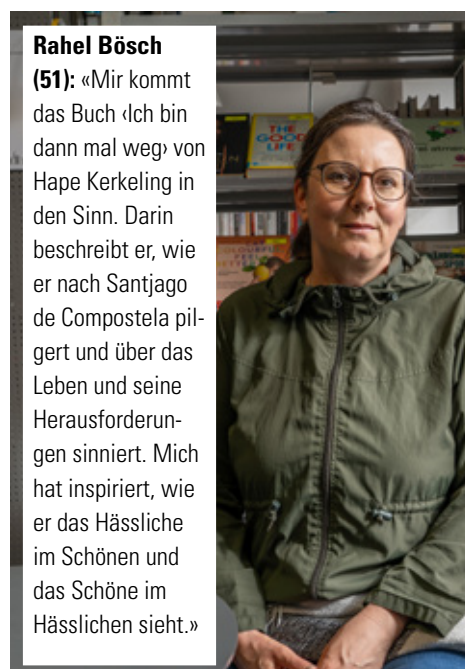 Rahel Bösch
(51): «Mir kommt
das Buch ‹Ich bin
dann mal weg› von
Hape Kerkeling in
den Sinn. Darin
beschreibt er, wie
er nach Santjago
de Compostela pil-
gert und über das
Leben und seine
Herausforderun-
gen sinniert. Mich
hat inspiriert, wie
er das Hässliche
im Schönen und
das Schöne im
Hässlichen sieht.»
THE
GOOD
LIFE